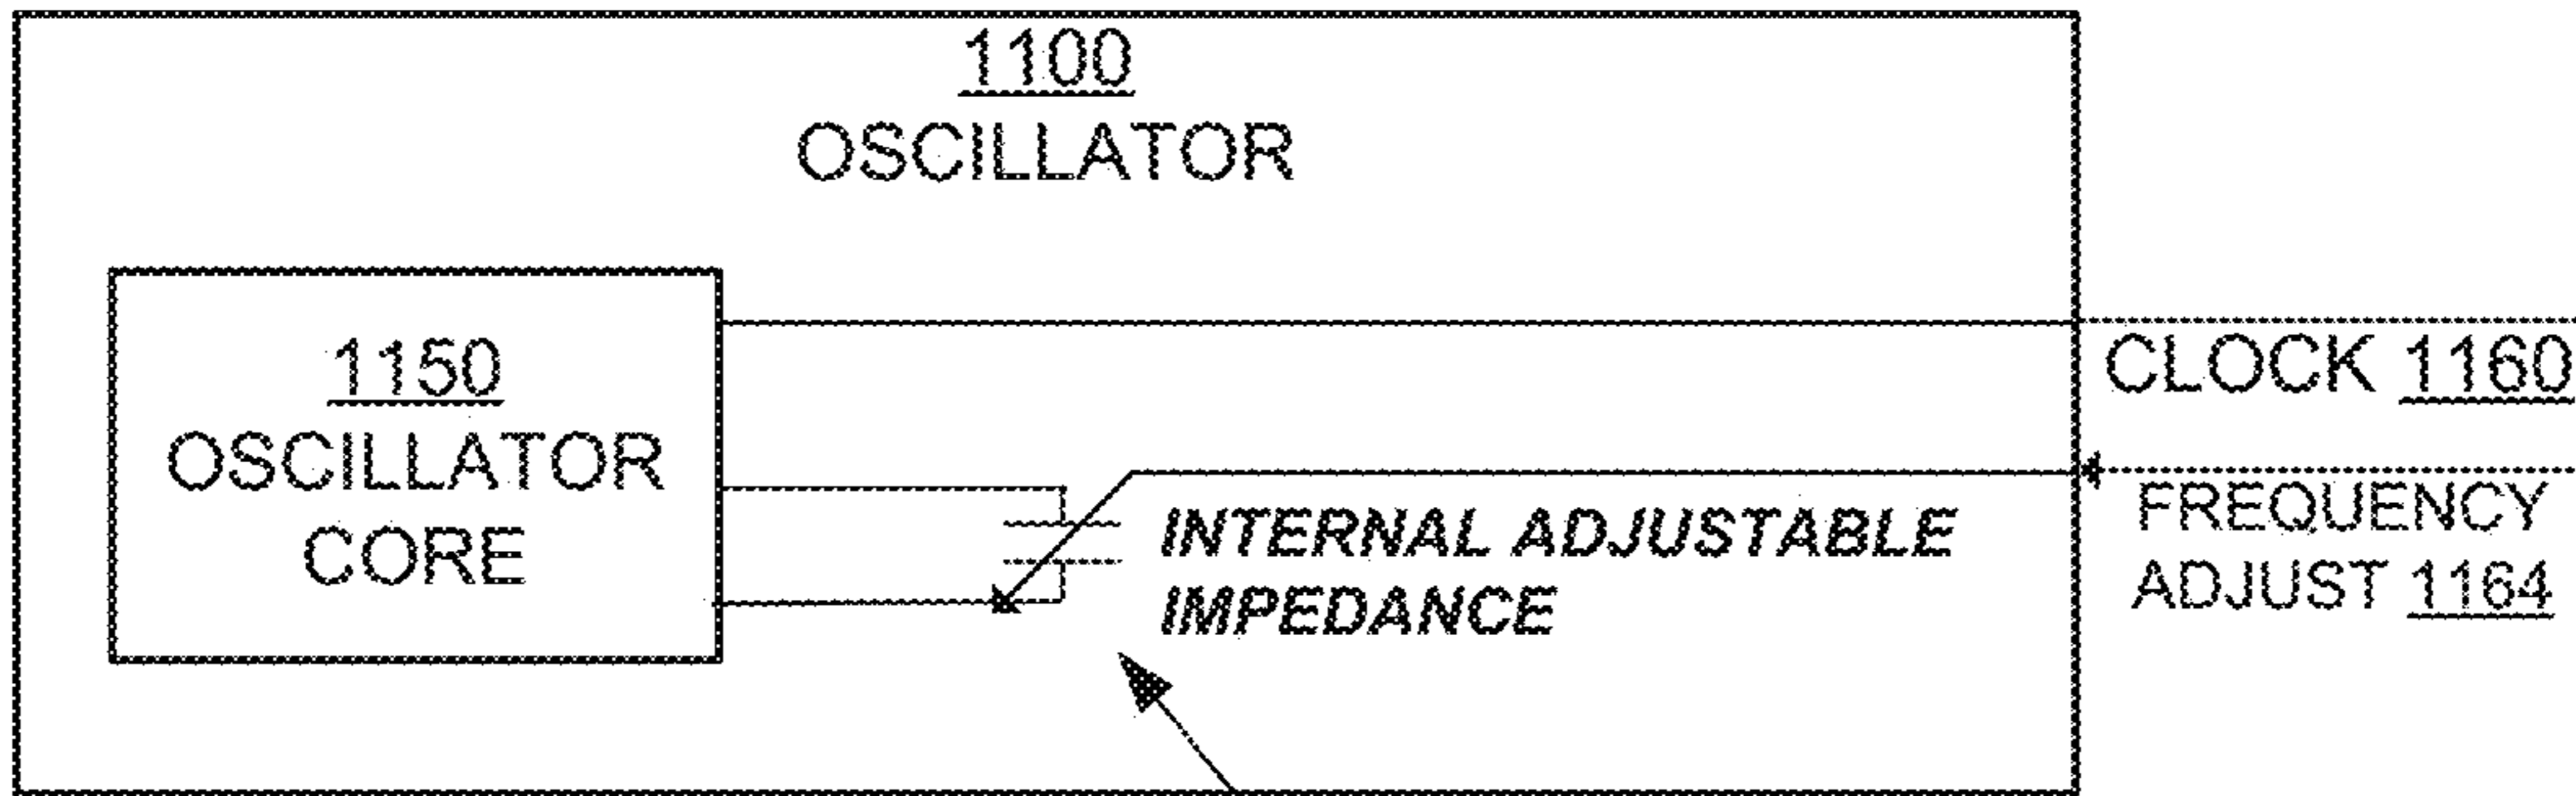 1100
OSCILLATOR
1150
OSCILLATOR
CORE
CLOCK 1160
INTERNAL ADJUSTABLE
IMPEDANCE
FREQUENCY
ADJUST 1164